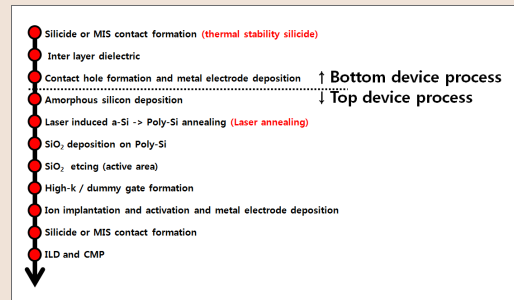 Silicide or MIS contact formation (thermal stability silicide)
Inter layer dielectric
Contact hole formation and metal electrode deposition ↑ Bottom device process
Amorphous silicon deposition ↓ Top device process
Laser induced a-Si -> Poly-Si annealing (Laser annealing)
SiO₂ deposition on Poly-Si
SiO₂ etcing (active area)
High-k / dummy gate formation
Ion implantation and activation and metal electrode deposition
Silicide or MIS contact formation
ILD and CMP